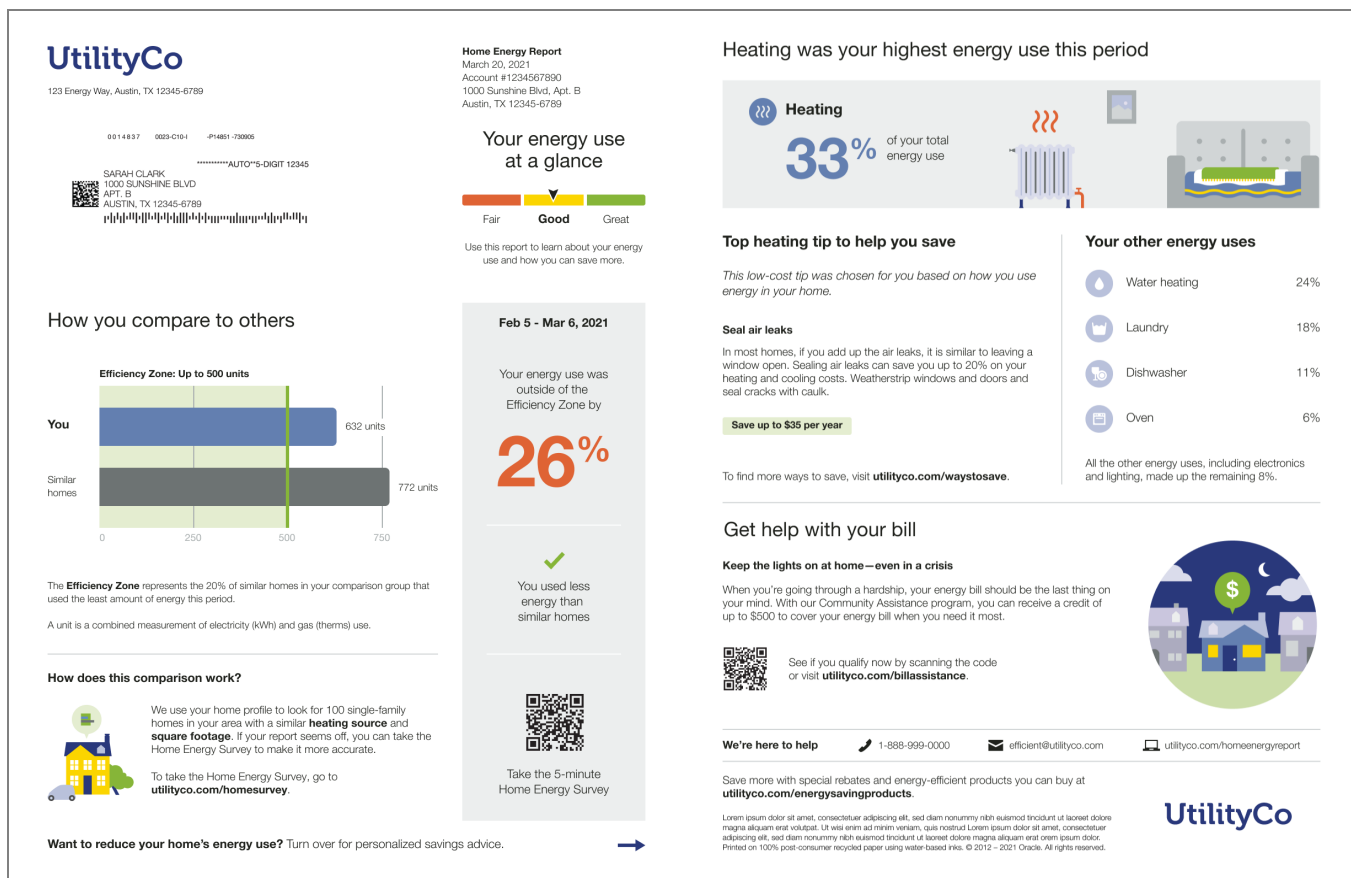 UtilityCo
123 Energy Way, Austin, TX 12345-6789
0 0 1 4 8 3 7 0023-C10-I -P14851 -730905
***********AUTO**5-DIGIT 12345
SARAH CLARK
1000 SUNSHINE BLVD
APT. B
AUSTIN, TX 12345-6789
Home Energy Report
March 20, 2021
Account #1234567890
1000 Sunshine Blvd, Apt. B
Austin, TX 12345-6789
Your energy use
at a glance
Fair Good Great
Use this report to learn about your energy
use and how you can save more.
How you compare to others
Efficiency Zone: Up to 500 units
You
632 units
Similar
homes
772 units
0 250 500 750
The Efficiency Zone represents the 20% of similar homes in your comparison group that
used the least amount of energy this period.
A unit is a combined measurement of electricity (kWh) and gas (therms) use.
How does this comparison work?
We use your home profile to look for 100 single-family
homes in your area with a similar heating source and
square footage. If your report seems off, you can take the
Home Energy Survey to make it more accurate.
To take the Home Energy Survey, go to
utilityco.com/homesurvey.
Feb 5 - Mar 6, 2021
Your energy use was
outside of the
Efficiency Zone by
26%
You used less
energy than
similar homes
Take the 5-minute
Home Energy Survey
Want to reduce your home's energy use? Turn over for personalized savings advice.
Heating was your highest energy use this period
Heating
33% of your total
energy use
Top heating tip to help you save
This low-cost tip was chosen for you based on how you use
energy in your home.
Seal air leaks
In most homes, if you add up the air leaks, it is similar to leaving a
window open. Sealing air leaks can save you up to 20% on your
heating and cooling costs. Weatherstrip windows and doors and
seal cracks with caulk.
Save up to $35 per year
To find more ways to save, visit utilityco.com/waystosave.
Your other energy uses
Water heating 24%
Laundry 18%
Dishwasher 11%
Oven 6%
All the other energy uses, including electronics
and lighting, made up the remaining 8%.
Get help with your bill
Keep the lights on at home—even in a crisis
When you're going through a hardship, your energy bill should be the last thing on
your mind. With our Community Assistance program, you can receive a credit of
up to $500 to cover your energy bill when you need it most.
See if you qualify now by scanning the code
or visit utilityco.com/billassistance.
$
We're here to help 1-888-999-0000 efficient@utilityco.com utilityco.com/homeenergyreport
Save more with special rebates and energy-efficient products you can buy at
utilityco.com/energysavingproducts.
Lorem ipsum dolor sit amet, consectetuer adipiscing elit, sed diam nonummy nibh euismod tincidunt ut laoreet dolore
magna aliquam erat volutpat. Ut wisi enim ad minim veniam, quis nostrud Lorem ipsum dolor sit amet, consectetuer
adipiscing elit, sed diam nonummy nibh euismod tincidunt ut laoreet dolore magna aliquam erat orem ipsum dolor.
Printed on 100% post-consumer recycled paper using water-based inks. © 2012 – 2021 Oracle. All rights reserved.
UtilityCo